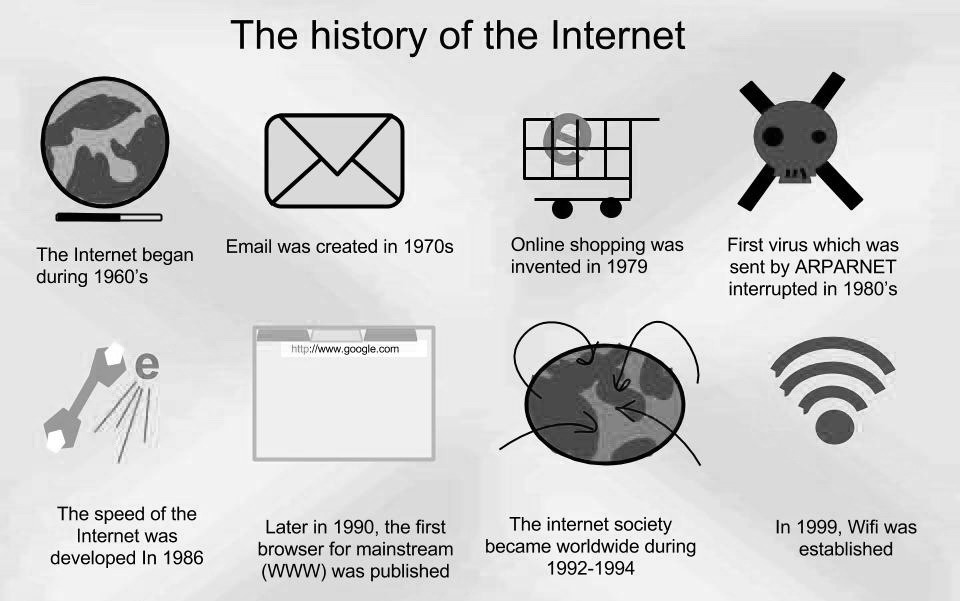 The history of the Internet
The Internet began
during 1960's
Email was created in 1970s
e
Online shopping was
invented in 1979
First virus which was
sent by ARPARNET
interrupted in 1980's
e
The speed of the
Internet was
developed In 1986
http://www.google.com
Later in 1990, the first
browser for mainstream
(WWW) was published
The internet society
became worldwide during
1992-1994
In 1999, Wifi was
established